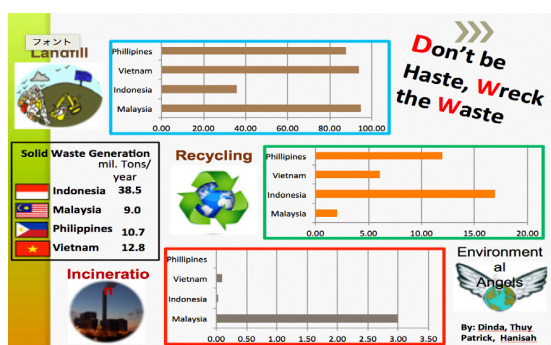 フォント
Landfill
Phillipines
Vietnam
Indonesia
Malaysia
0.00 20.00 40.00 60.00 80.00 100.00
Don't be
Haste, Wreck
the Waste
Solid Waste Generation
mil. Tons/
year
Indonesia 38.5
Malaysia 9.0
Philippines 10.7
Vietnam 12.8
Recycling
Phillipines
Vietnam
Indonesia
Malaysia
0.00 5.00 10.00 15.00 20.00
Incineratio
n
Phillipines
Vietnam
Indonesia
Malaysia
0.00 0.50 1.00 1.50 2.00 2.50 3.00 3.50
Environment
al
Angels
By: Dinda, Thuy
Patrick, Hanisah